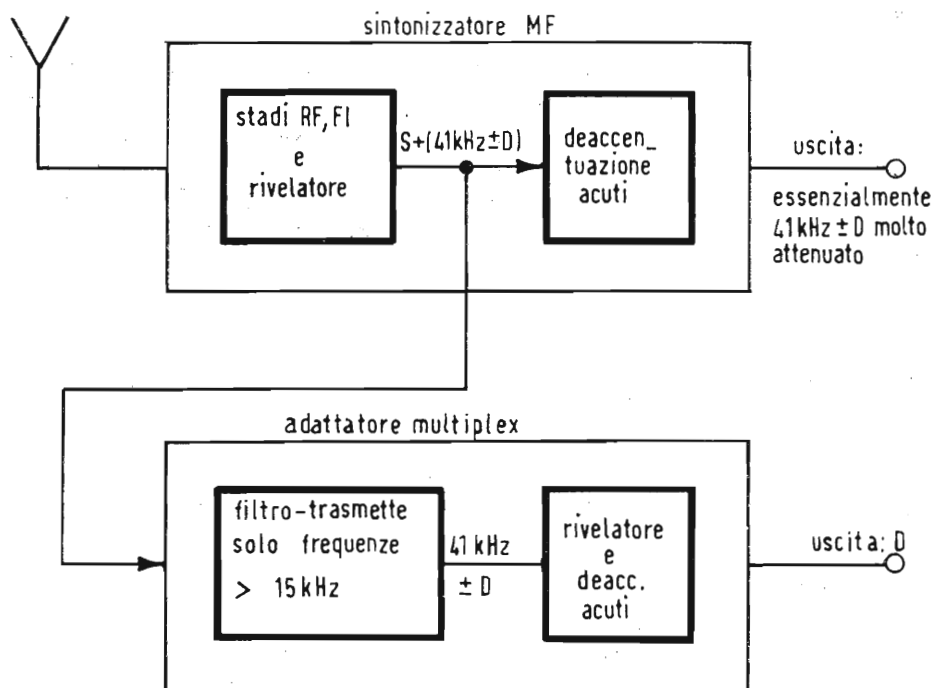 sintonizzatore MF
stadi RF, FI
e
rivelatore
S+(41kHz±D)
deaccen_
tuazione
acuti
uscita:
essenzialmente
41kHz ± D molto
attenuato
adattatore multiplex
filtro-trasmette
solo frequenze
> 15kHz
41 kHz
± D
rivelatore
e
deacc.
acuti
uscita: D